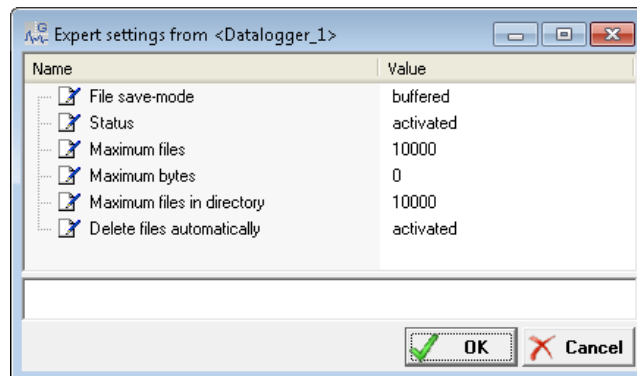 Expert settings from <Datalogger_1>
Name Value
File save-mode buffered
Status activated
Maximum files 10000
Maximum bytes 0
Maximum files in directory 10000
Delete files automatically activated
OK Cancel